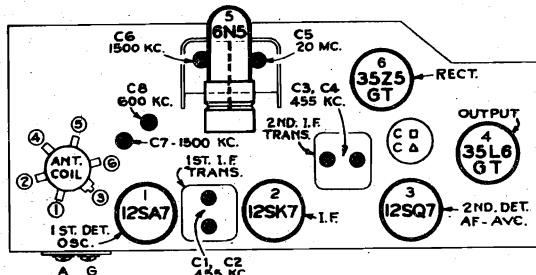 5
6N5
C6
1500 KC.
C5
20 MC.
6
35Z5
GT
RECT.
C8
600 KC.
C3, C4
455 KC.
C7-1500 KC.
2ND. I.F.
TRANS.
C
C
OUTPUT
4
35L6
GT
5
4
6
2
3
1
ANT.
COIL
1ST. I.F.
TRANS.
1
12SA7
2
12SK7
I.F.
3
12SQ7
2ND. DET.
AF-AVC.
1ST. DET.
OSC.
C1, C2
455 KC
A G